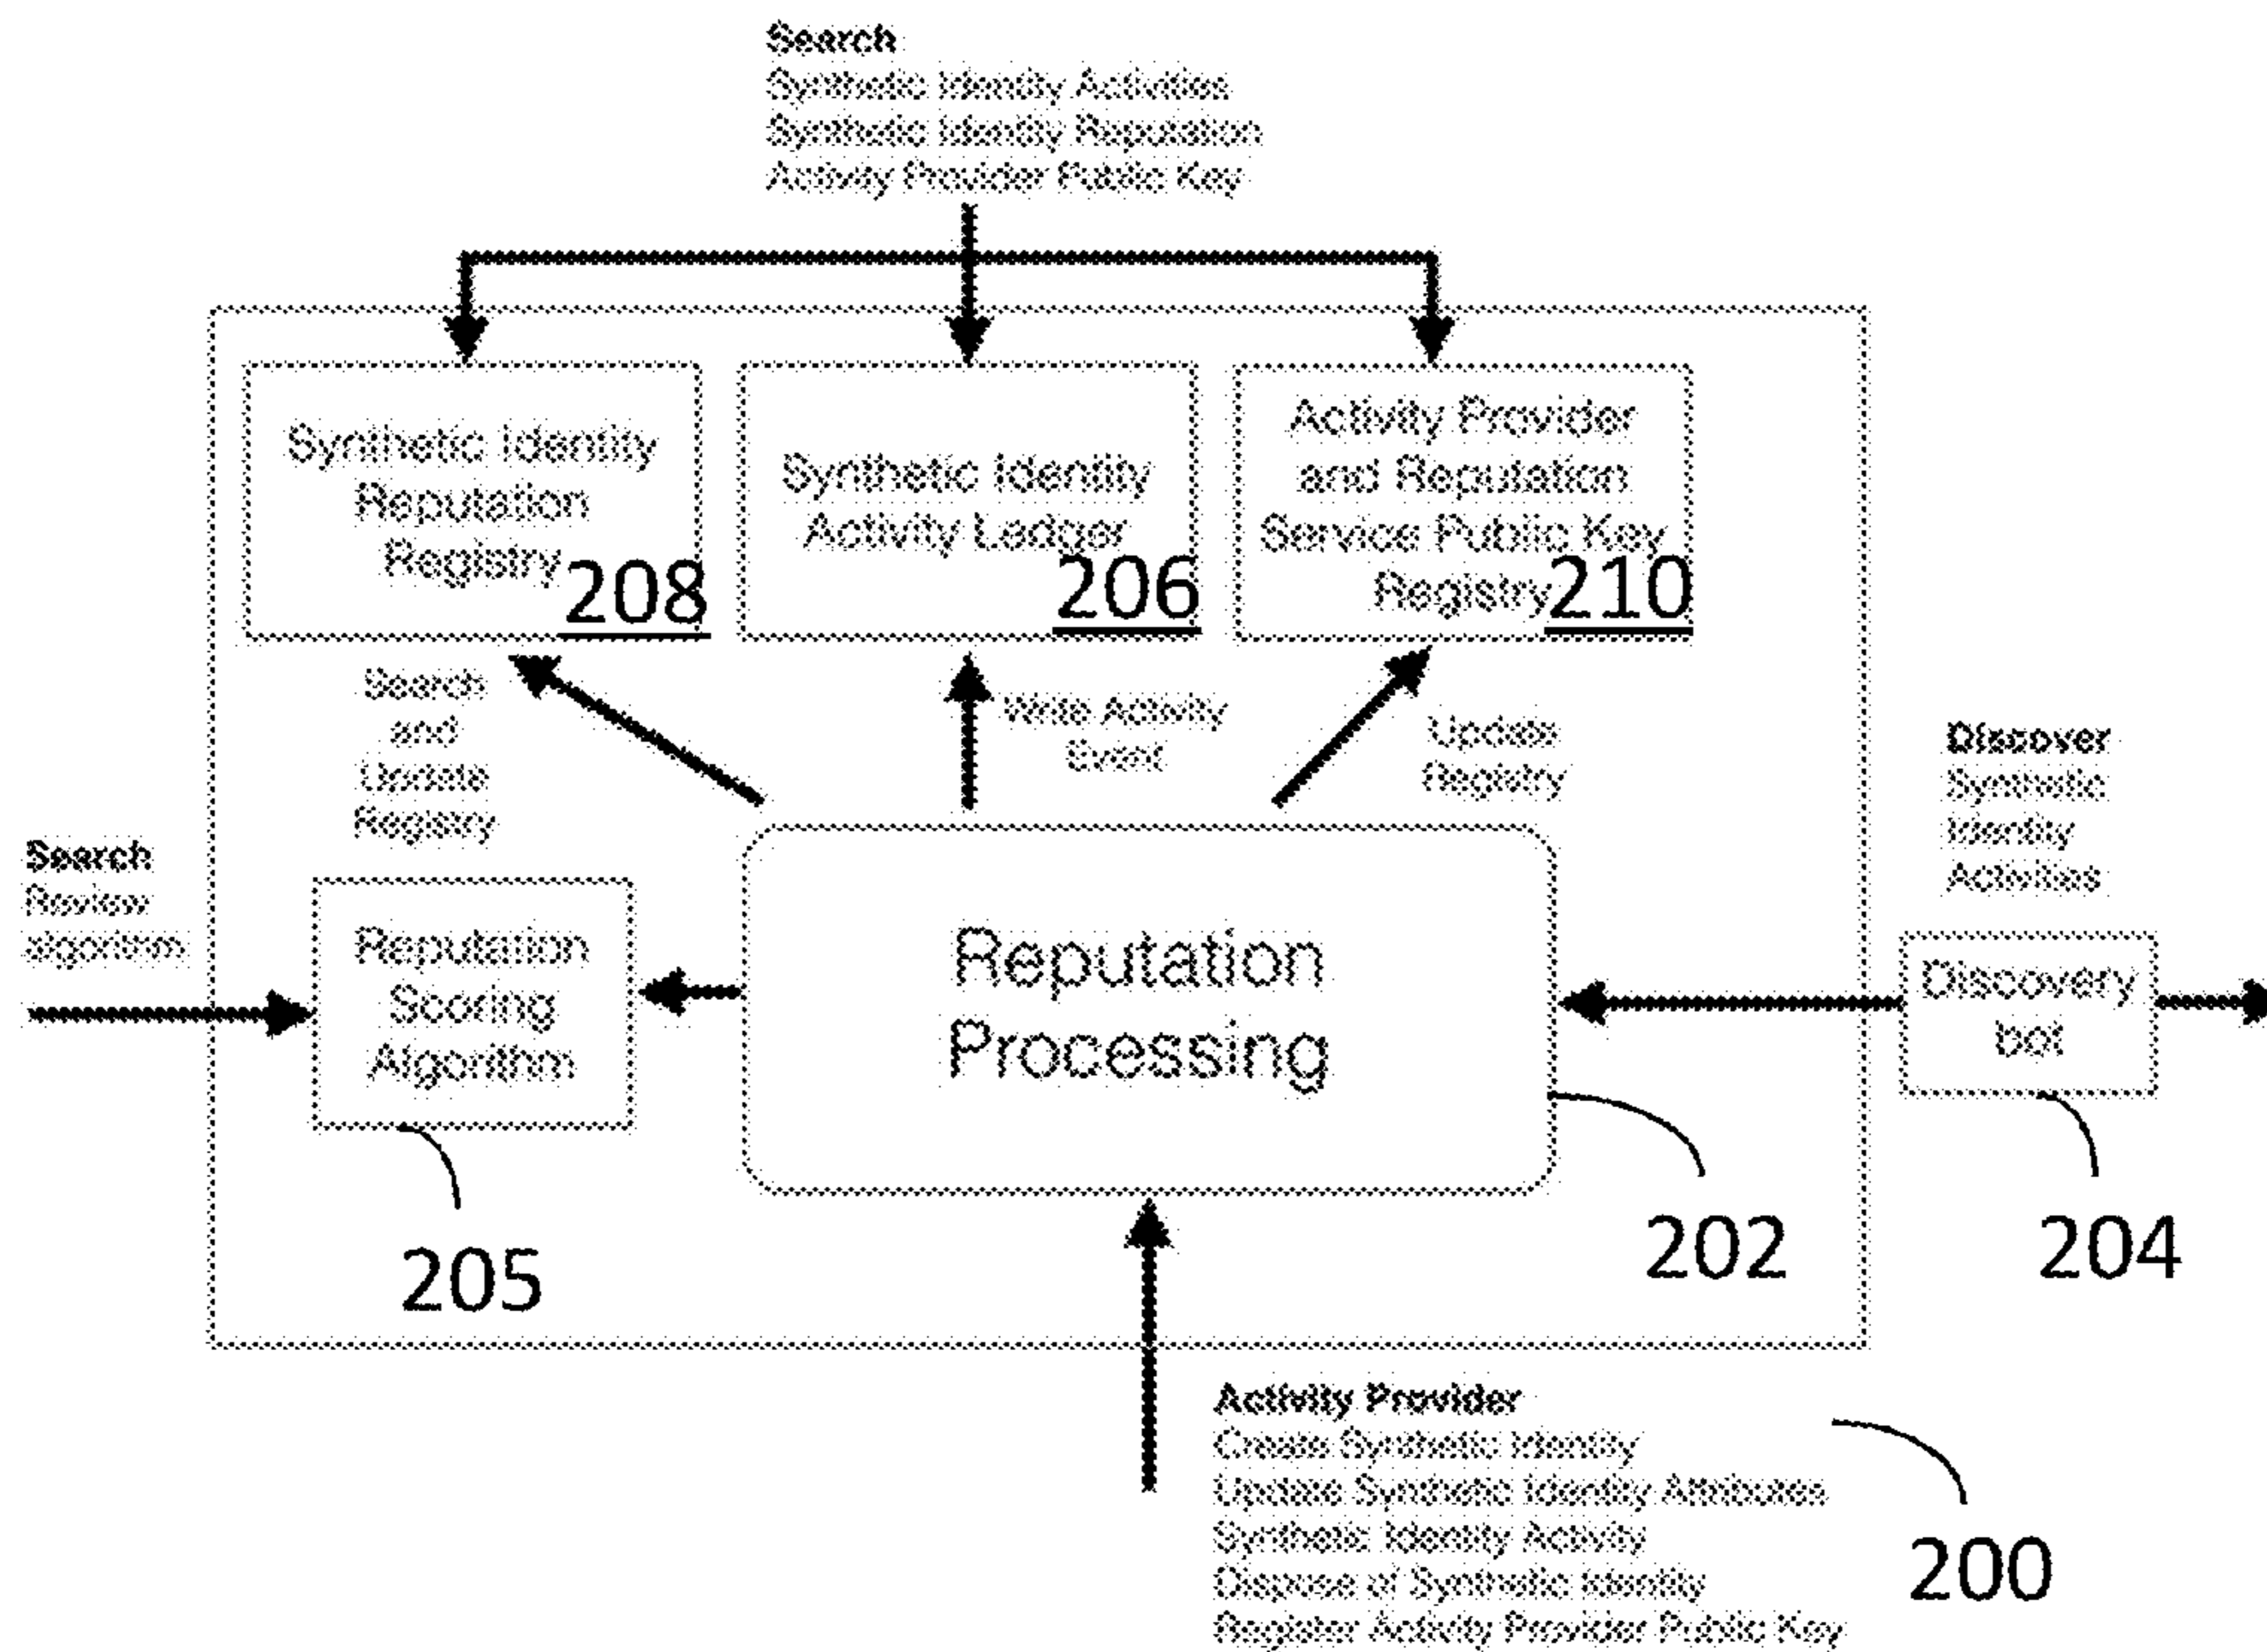 Search
Synthetic Identity Activities
Synthetic Identity Reputation
Activity Provider Public Key
Synthetic Identity
Reputation
Registry
208
Synthetic Identity
Activity Ledger
206
Activity Provider
and Reputation
Service Public Key
Registry
210
Search
and
Update
Registry
Write Activity
Event
Update
Registry
Discover
Synthetic
Identity
Activities
Search
Review
algorithm
Reputation
Scoring
Algorithm
205
Reputation
Processing
202
Discovery
bot
204
Activity Provider
Create Synthetic Identity
Update Synthetic Identity Attributes
Synthetic Identity Activity
Dispose of Synthetic Identity
Register Activity Provider Public Key
200